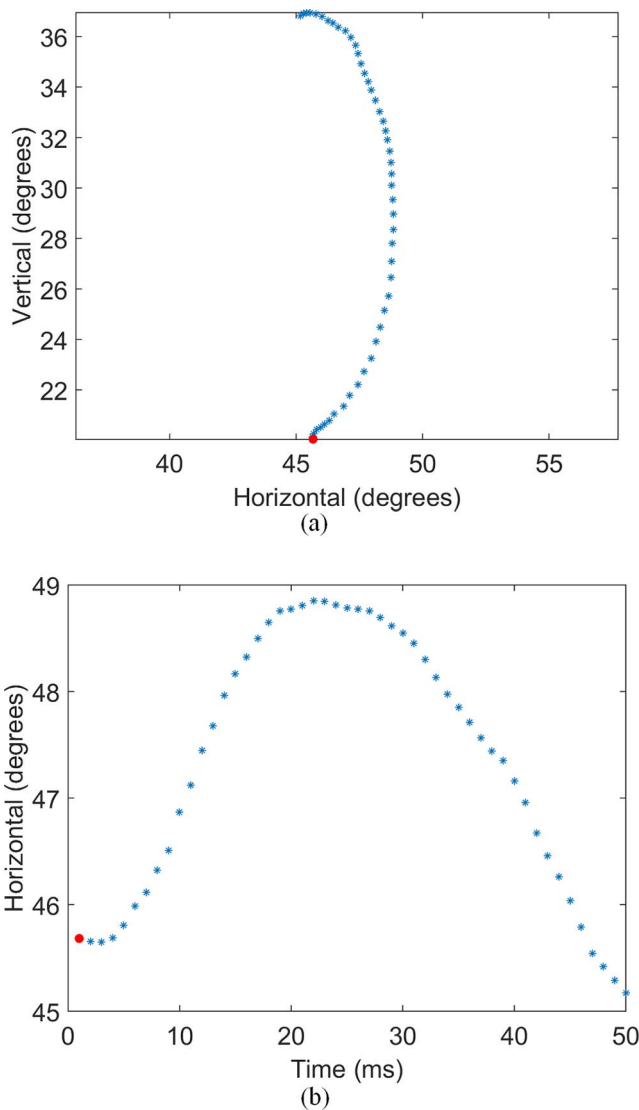 36
34
32
30
28
26
24
22
Vertical (degrees)
40 45 50 55
Horizontal (degrees)
(a)
49
48
47
46
45
Horizontal (degrees)
0 10 20 30 40 50
Time (ms)
(b)